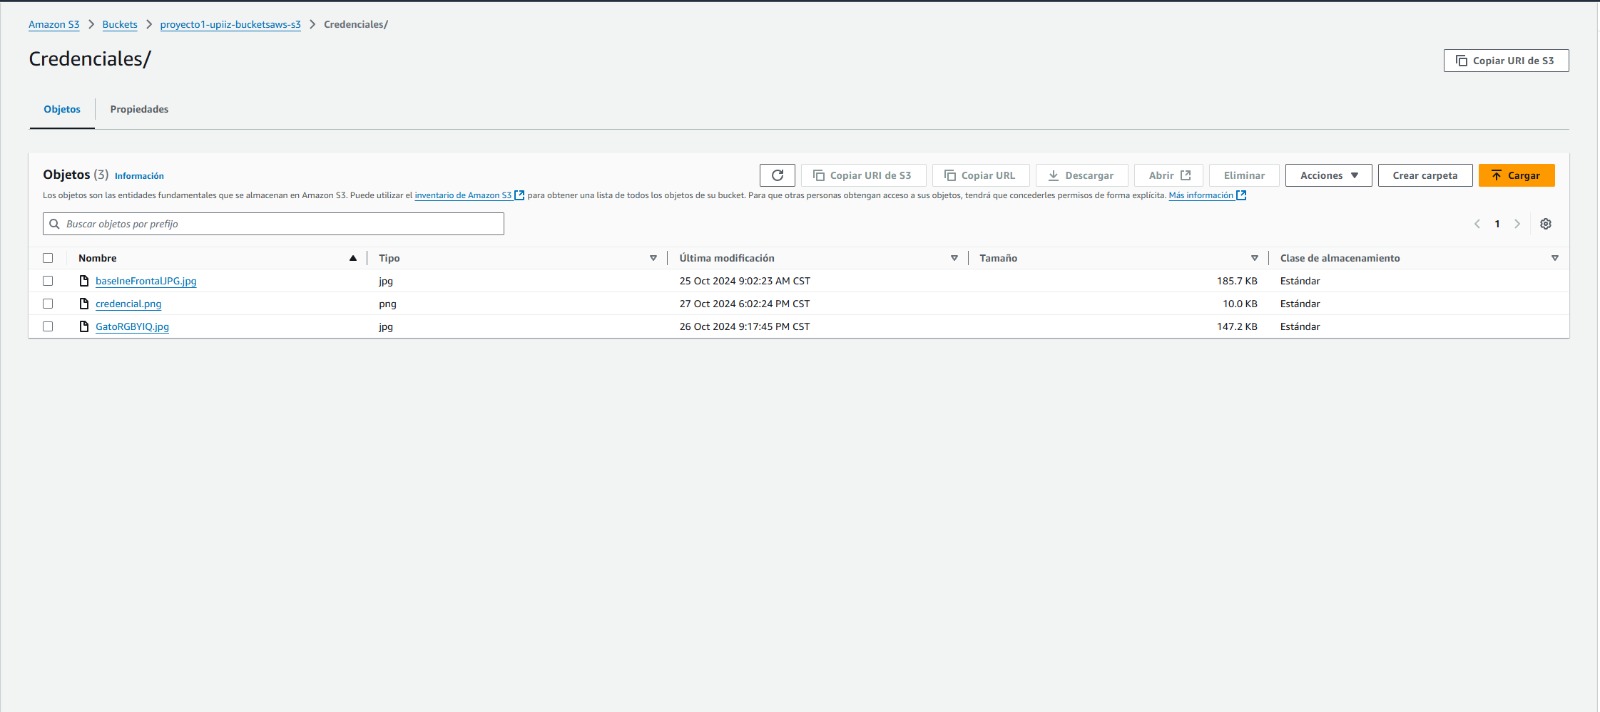 Amazon S3 > Buckets > proyecto1-upiiz-bucketsaws-s3 > Credenciales/
Credenciales/
Copiar URI de S3
Objetos Propiedades
Objetos (3) Información
Copiar URI de S3 Copiar URL Descargar Abrir Eliminar Acciones Crear carpeta Cargar
Los objetos son las entidades fundamentales que se almacenan en Amazon S3. Puede utilizar el inventario de Amazon S3 para obtener una lista de todos los objetos de su bucket. Para que otras personas obtengan acceso a sus objetos, tendrá que concederles permisos de forma explícita. Más información
Buscar objetos por prefijo
1
Nombre Tipo Última modificación Tamaño Clase de almacenamiento
baseIneFrontalJPG.jpg jpg 25 Oct 2024 9:02:23 AM CST 185.7 KB Estándar
credencial.png png 27 Oct 2024 6:02:24 PM CST 10.0 KB Estándar
GatoRGBYIQ.jpg jpg 26 Oct 2024 9:17:45 PM CST 147.2 KB Estándar